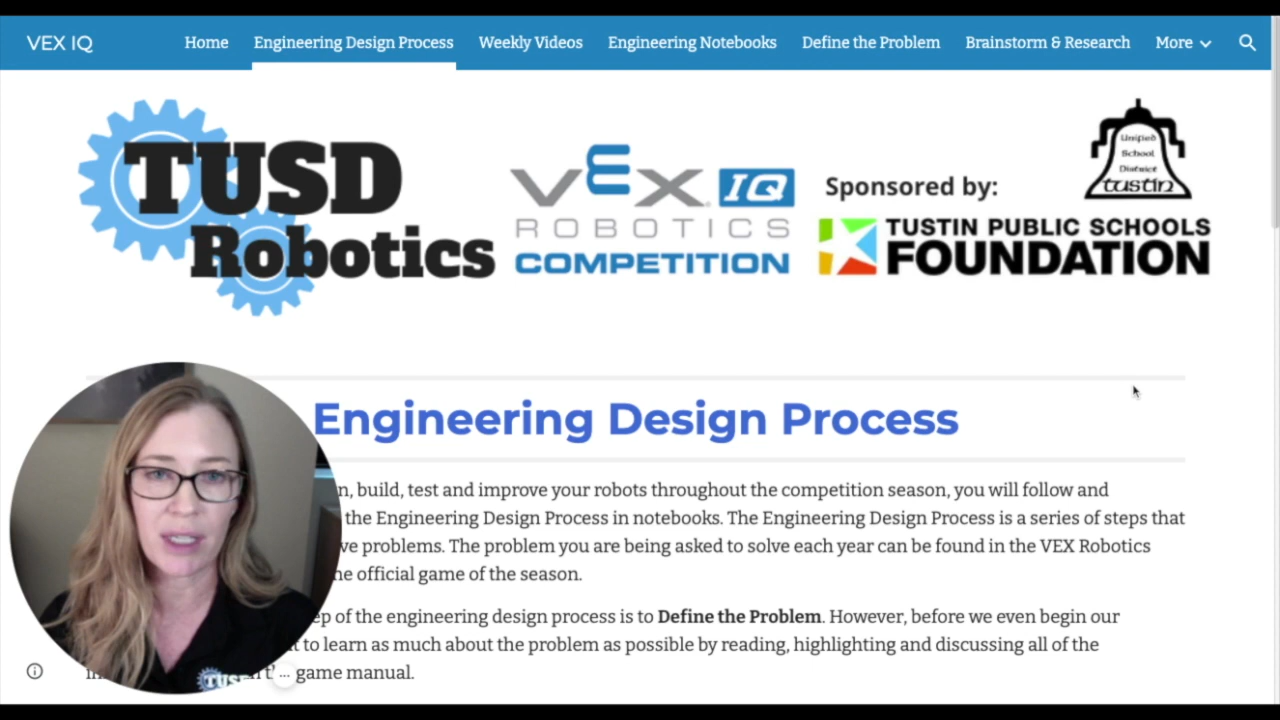 VEX IQ
Home
Engineering Design Process
Weekly Videos
Engineering Notebooks
Define the Problem
Brainstorm & Research
More
TUSD
Robotics
VEX IQ
ROBOTICS
COMPETITION
Sponsored by:
Unified
School
District
tustin
TUSTIN PUBLIC SCHOOLS
FOUNDATION
Engineering Design Process
build, test and improve your robots throughout the competition season, you will follow and
the Engineering Design Process in notebooks. The Engineering Design Process is a series of steps that
problems. The problem you are being asked to solve each year can be found in the VEX Robotics
official game of the season.
of the engineering design process is to Define the Problem. However, before we even begin our
to learn as much about the problem as possible by reading, highlighting and discussing all of the
game manual.
TUS
...